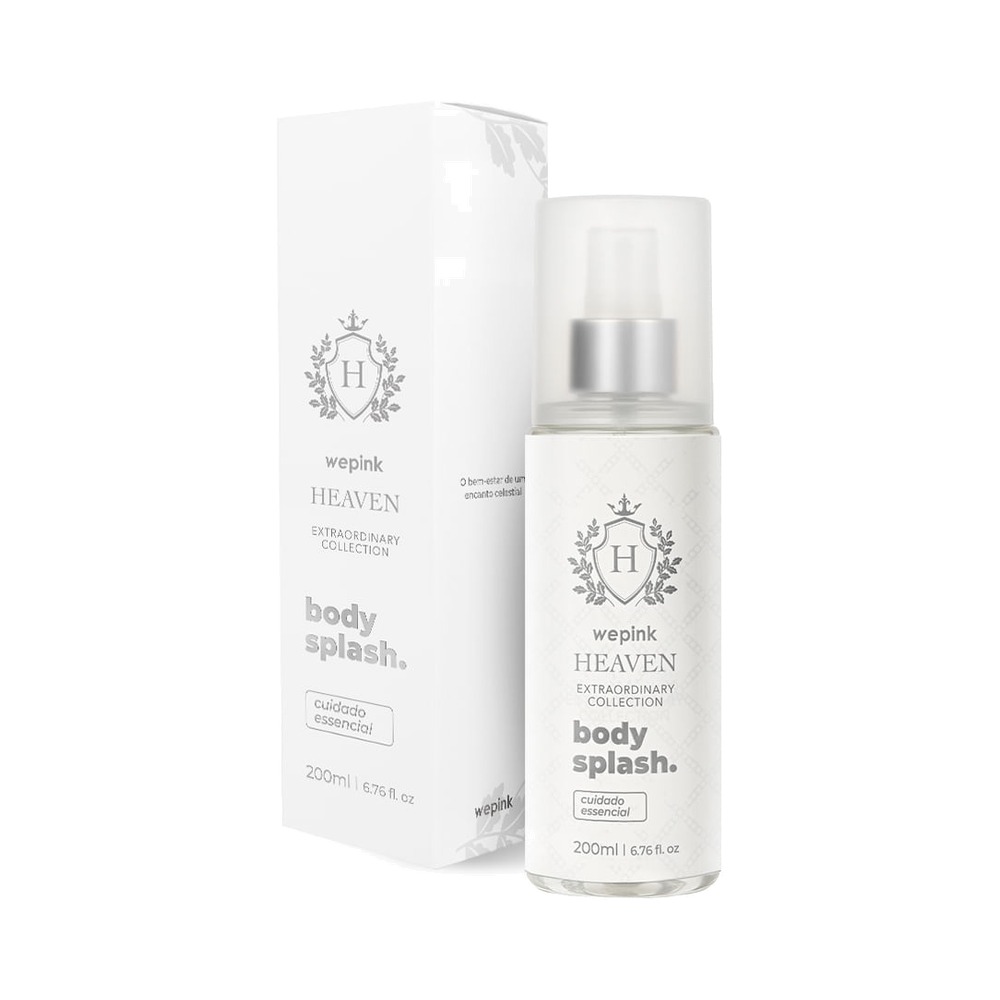 H
wepink
HEAVEN
EXTRAORDINARY
COLLECTION
body
splash.
cuidado
essencial
200ml | 6.76 fl. oz
O bem-estar de um
encanto celestial
wepink
H
wepink
HEAVEN
EXTRAORDINARY
COLLECTION
body
splash.
cuidado
essencial
200ml | 6.76 fl. oz